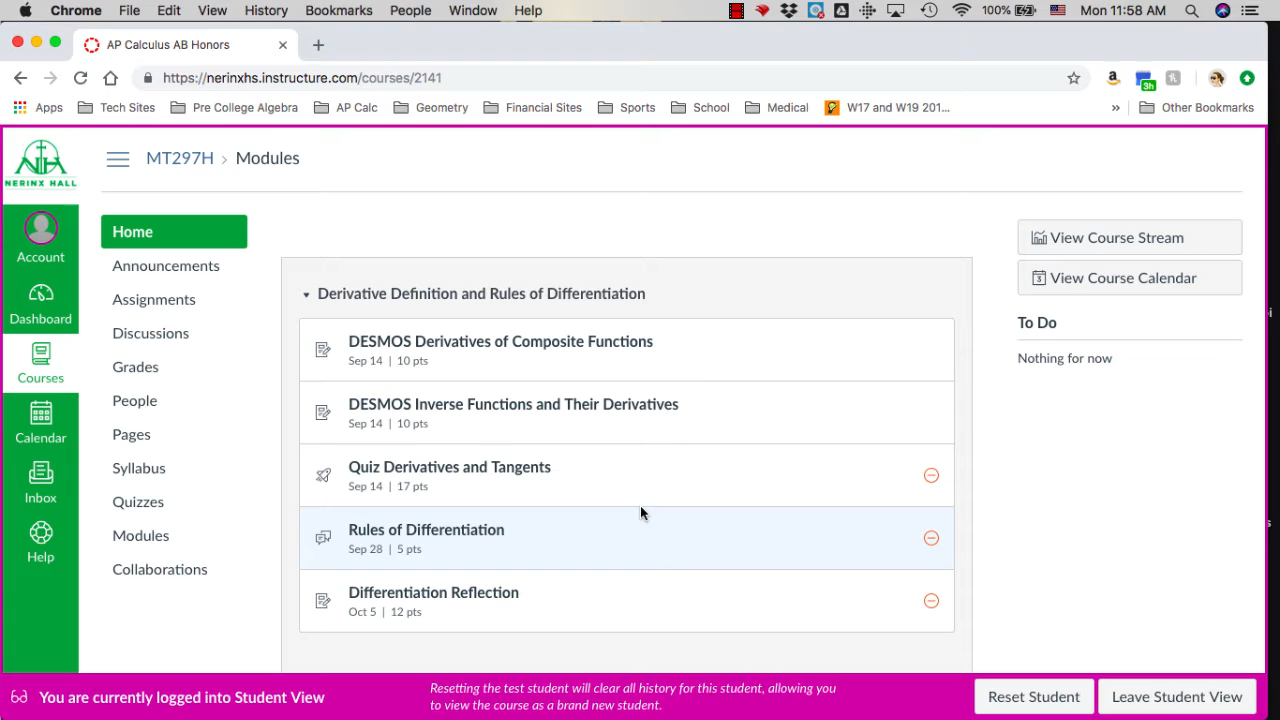 Chrome File Edit View History Bookmarks People Window Help 100% Mon 11:58 AM
AP Calculus AB Honors
https://nerinxhs.instructure.com/courses/2141
3h
Apps Tech Sites Pre College Algebra AP Calc Geometry Financial Sites Sports School Medical W17 and W19 201... » Other Bookmarks
NERINX HALL
MT297H › Modules
Account
Dashboard
Courses
Calendar
Inbox
Help
Home
Announcements
Assignments
Discussions
Grades
People
Pages
Syllabus
Quizzes
Modules
Collaborations
Derivative Definition and Rules of Differentiation
DESMOS Derivatives of Composite Functions
Sep 14 | 10 pts
DESMOS Inverse Functions and Their Derivatives
Sep 14 | 10 pts
Quiz Derivatives and Tangents
Sep 14 | 17 pts
Rules of Differentiation
Sep 28 | 5 pts
Differentiation Reflection
Oct 5 | 12 pts
View Course Stream
View Course Calendar
To Do
Nothing for now
You are currently logged into Student View
Resetting the test student will clear all history for this student, allowing you
to view the course as a brand new student.
Reset Student
Leave Student View